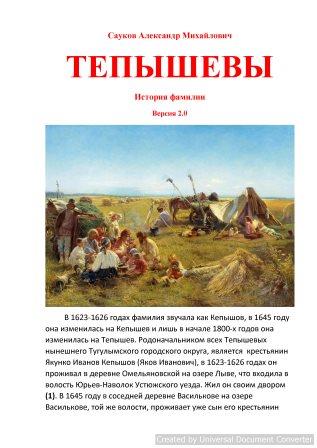 Сауков Александр Михайлович
ТЕПЫШЕВЫ
История фамилии
Версия 2.0
В 1623-1626 годах фамилия звучала как Кепышов, в 1645 году
она изменилась на Кепышев и лишь в начале 1800-х годов она
изменилась на Тепышев. Родоначальником всех Тепышевых
нынешнего Тугулымского городского округа, является крестьянин
Якунко Иванов Кепышов (Яков Иванович), в 1623-1626 годах он
проживал в деревне Омельяновской на озере Лыве, что входила в
волость Юрьев-Наволок Устюжского уезда. Жил он своим двором
(1). В 1645 году в соседней деревне Василькове на озере
Василькове, той же волости, проживает уже сын его крестьянин
Created by Universal Document Converter